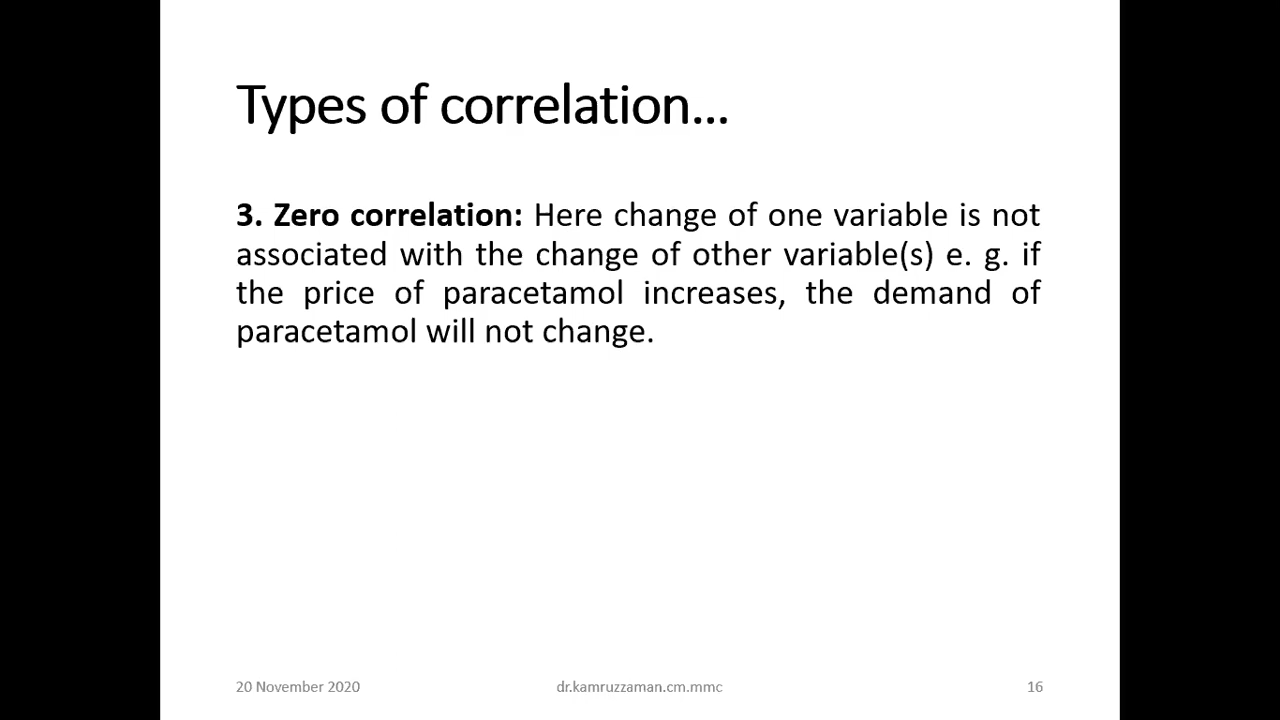 Types of correlation...
3. Zero correlation: Here change of one variable is not
associated with the change of other variable(s) e. g. if
the price of paracetamol increases, the demand of
paracetamol will not change.
20 November 2020
dr.kamruzzaman.cm.mmc
16